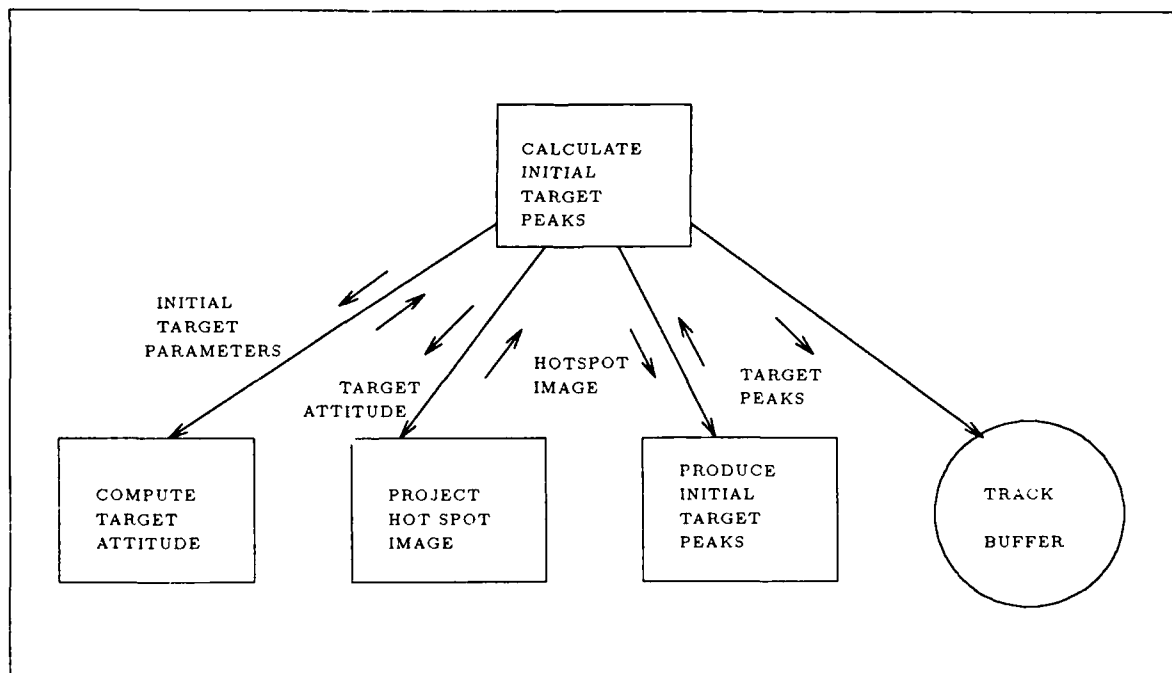 CALCULATE
INITIAL
TARGET
PEAKS
INITIAL
TARGET
PARAMETERS
TARGET
ATTITUDE
HOTSPOT
IMAGE
TARGET
PEAKS
COMPUTE
TARGET
ATTITUDE
PROJECT
HOT SPOT
IMAGE
PRODUCE
INITIAL
TARGET
PEAKS
TRACK
BUFFER